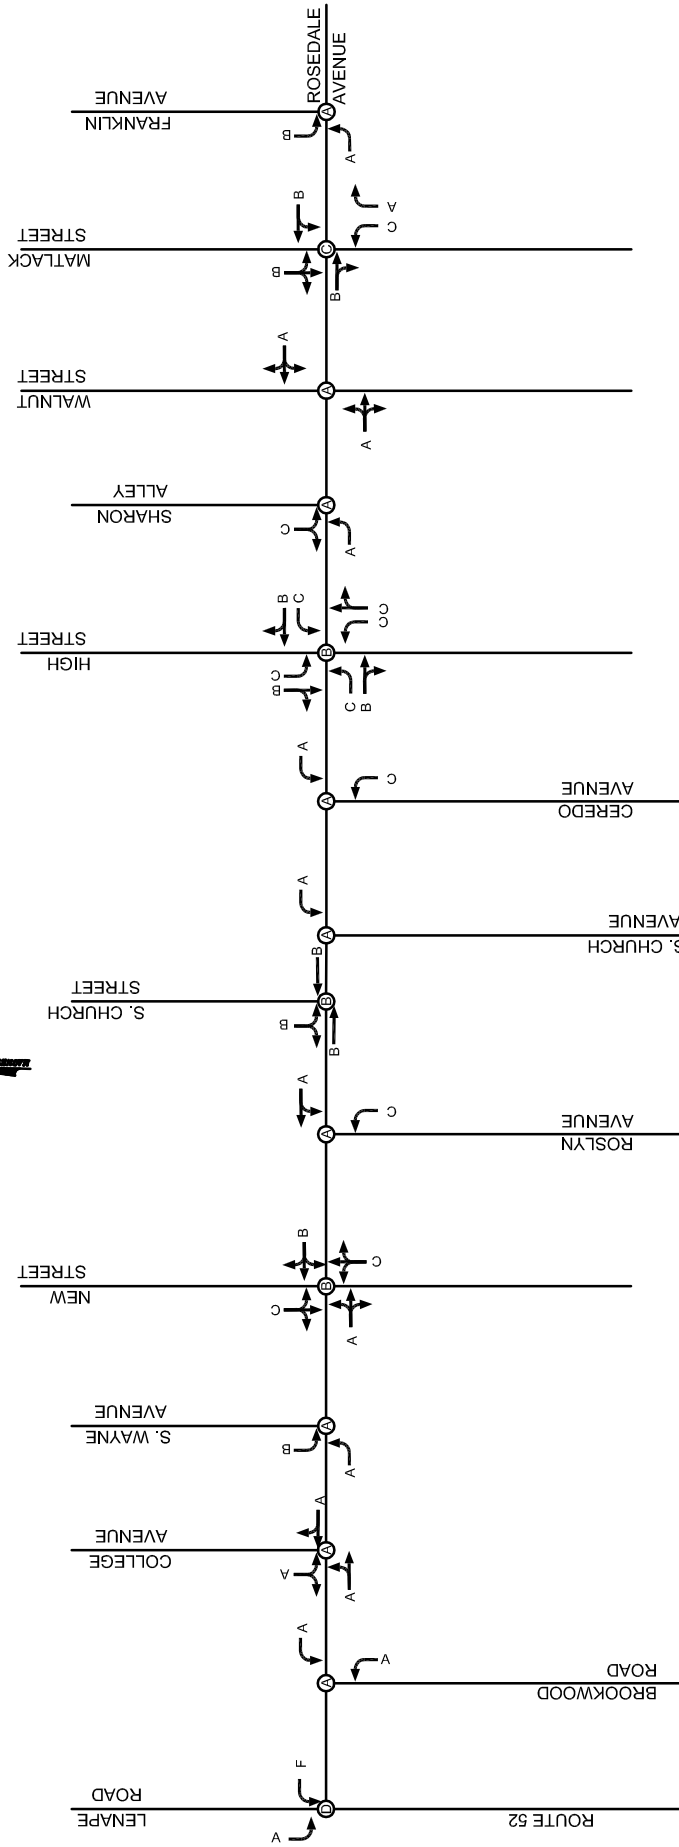 ROSEDALE
AVENUE
AVENUE
FRANKLIN
A
B
A
B
A
C
STREET
MATLACK
C
B
B
A
STREET
WALNUT
A
A
ALLEY
SHARON
A
C
A
B
C
C
C
STREET
HIGH
B
C
B
C
B
A
C
AVENUE
CEREDO
A
A
AVENUE
S. CHURCH
A
B
STREET
S. CHURCH
B
B
B
A
C
AVENUE
ROSLYN
A
B
C
STREET
NEW
B
C
A
AVENUE
S. WAYNE
A
B
A
A
AVENUE
COLLEGE
A
A
A
A
A
ROAD
BROOKWOOD
A
F
ROAD
LENAPE
D
ROUTE 52
A